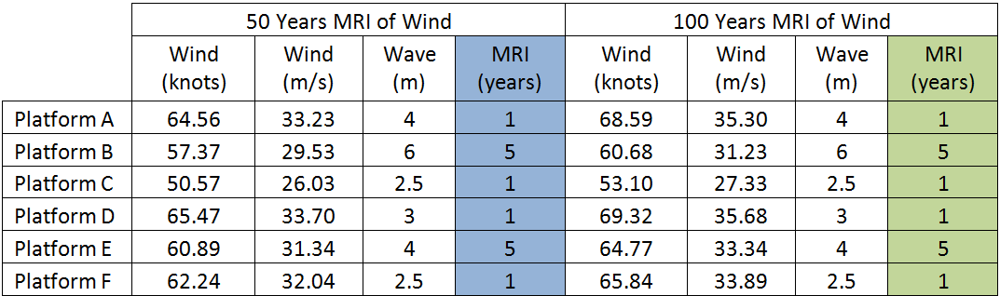 50 Years MRI of Wind 100 Years MRI of Wind
Wind Wind Wave MRI Wind Wind Wave MRI
(knots) (m/s) (m) (years) (knots) (m/s) (m) (years)
Platform A 64.56 33.23 4 1 68.59 35.30 4 1
Platform B 57.37 29.53 6 5 60.68 31.23 6 5
Platform C 50.57 26.03 2.5 1 53.10 27.33 2.5 1
Platform D 65.47 33.70 3 1 69.32 35.68 3 1
Platform E 60.89 31.34 4 5 64.77 33.34 4 5
Platform F 62.24 32.04 2.5 1 65.84 33.89 2.5 1